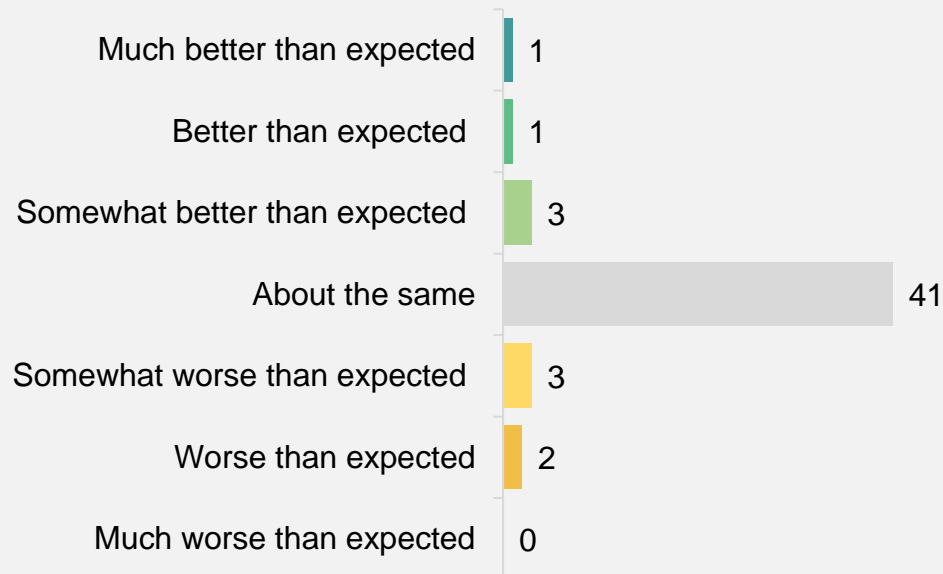 Much better than expected 1
Better than expected 1
Somewhat better than expected 3
About the same 41
Somewhat worse than expected 3
Worse than expected 2
Much worse than expected 0